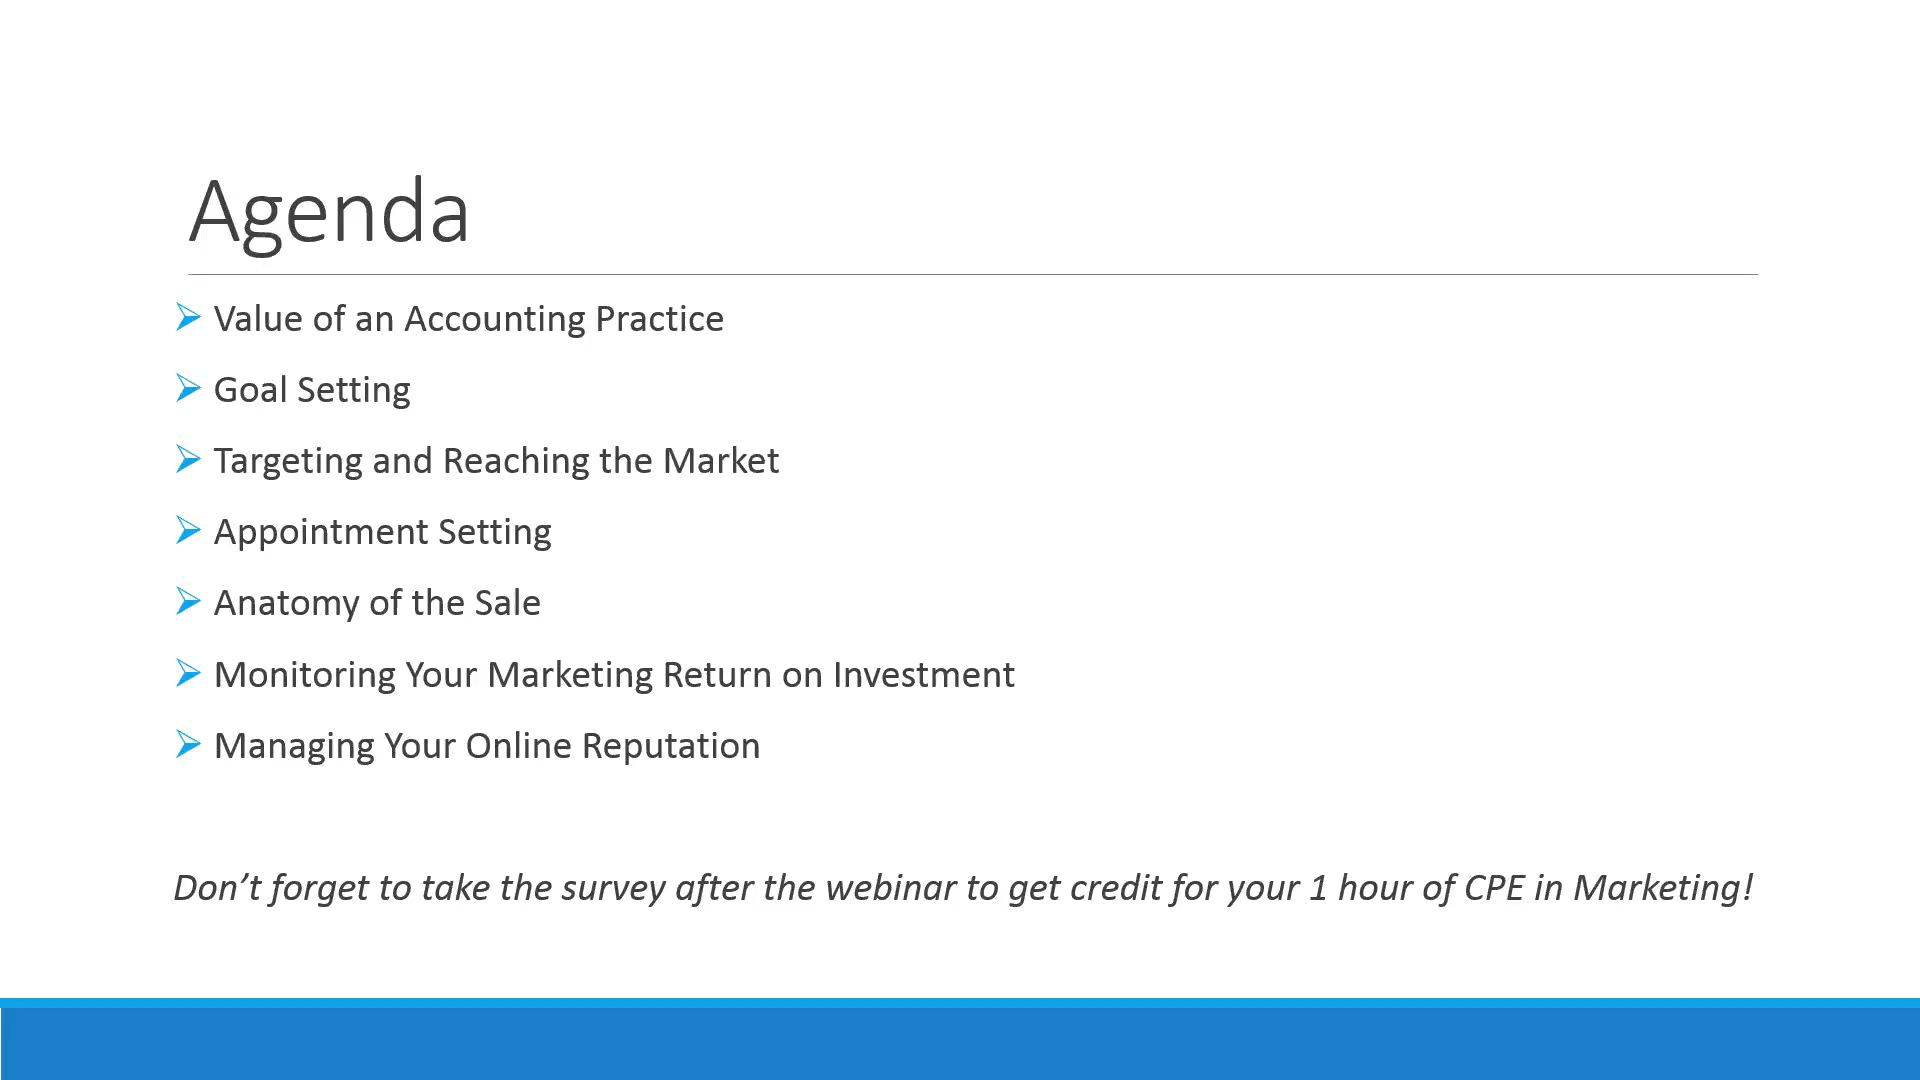 Agenda
Value of an Accounting Practice
Goal Setting
Targeting and Reaching the Market
Appointment Setting
Anatomy of the Sale
Monitoring Your Marketing Return on Investment
Managing Your Online Reputation
Don’t forget to take the survey after the webinar to get credit for your 1 hour of CPE in Marketing!